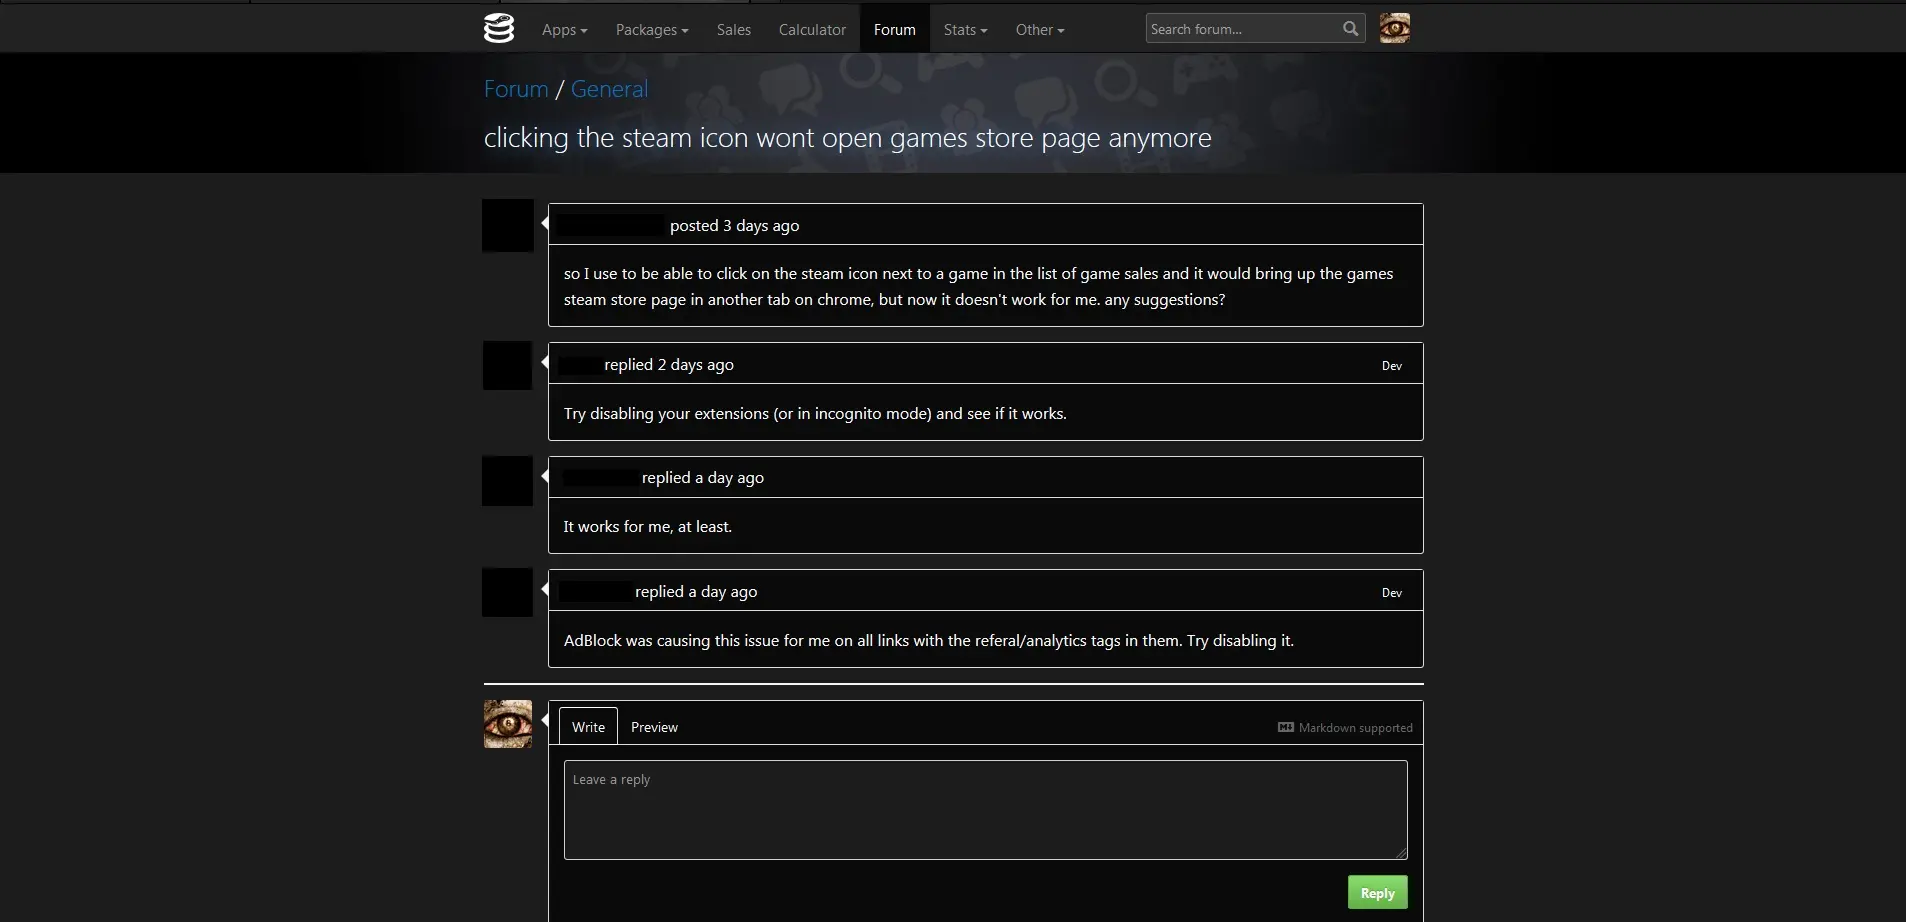 Apps Packages Sales Calculator Forum Stats Other Search forum...
Forum / General
clicking the steam icon wont open games store page anymore
posted 3 days ago
so I use to be able to click on the steam icon next to a game in the list of game sales and it would bring up the games
steam store page in another tab on chrome, but now it doesn't work for me. any suggestions?
replied 2 days ago Dev
Try disabling your extensions (or in incognito mode) and see if it works.
replied a day ago
It works for me, at least.
replied a day ago Dev
AdBlock was causing this issue for me on all links with the referal/analytics tags in them. Try disabling it.
Write Preview Markdown supported
Leave a reply
Reply